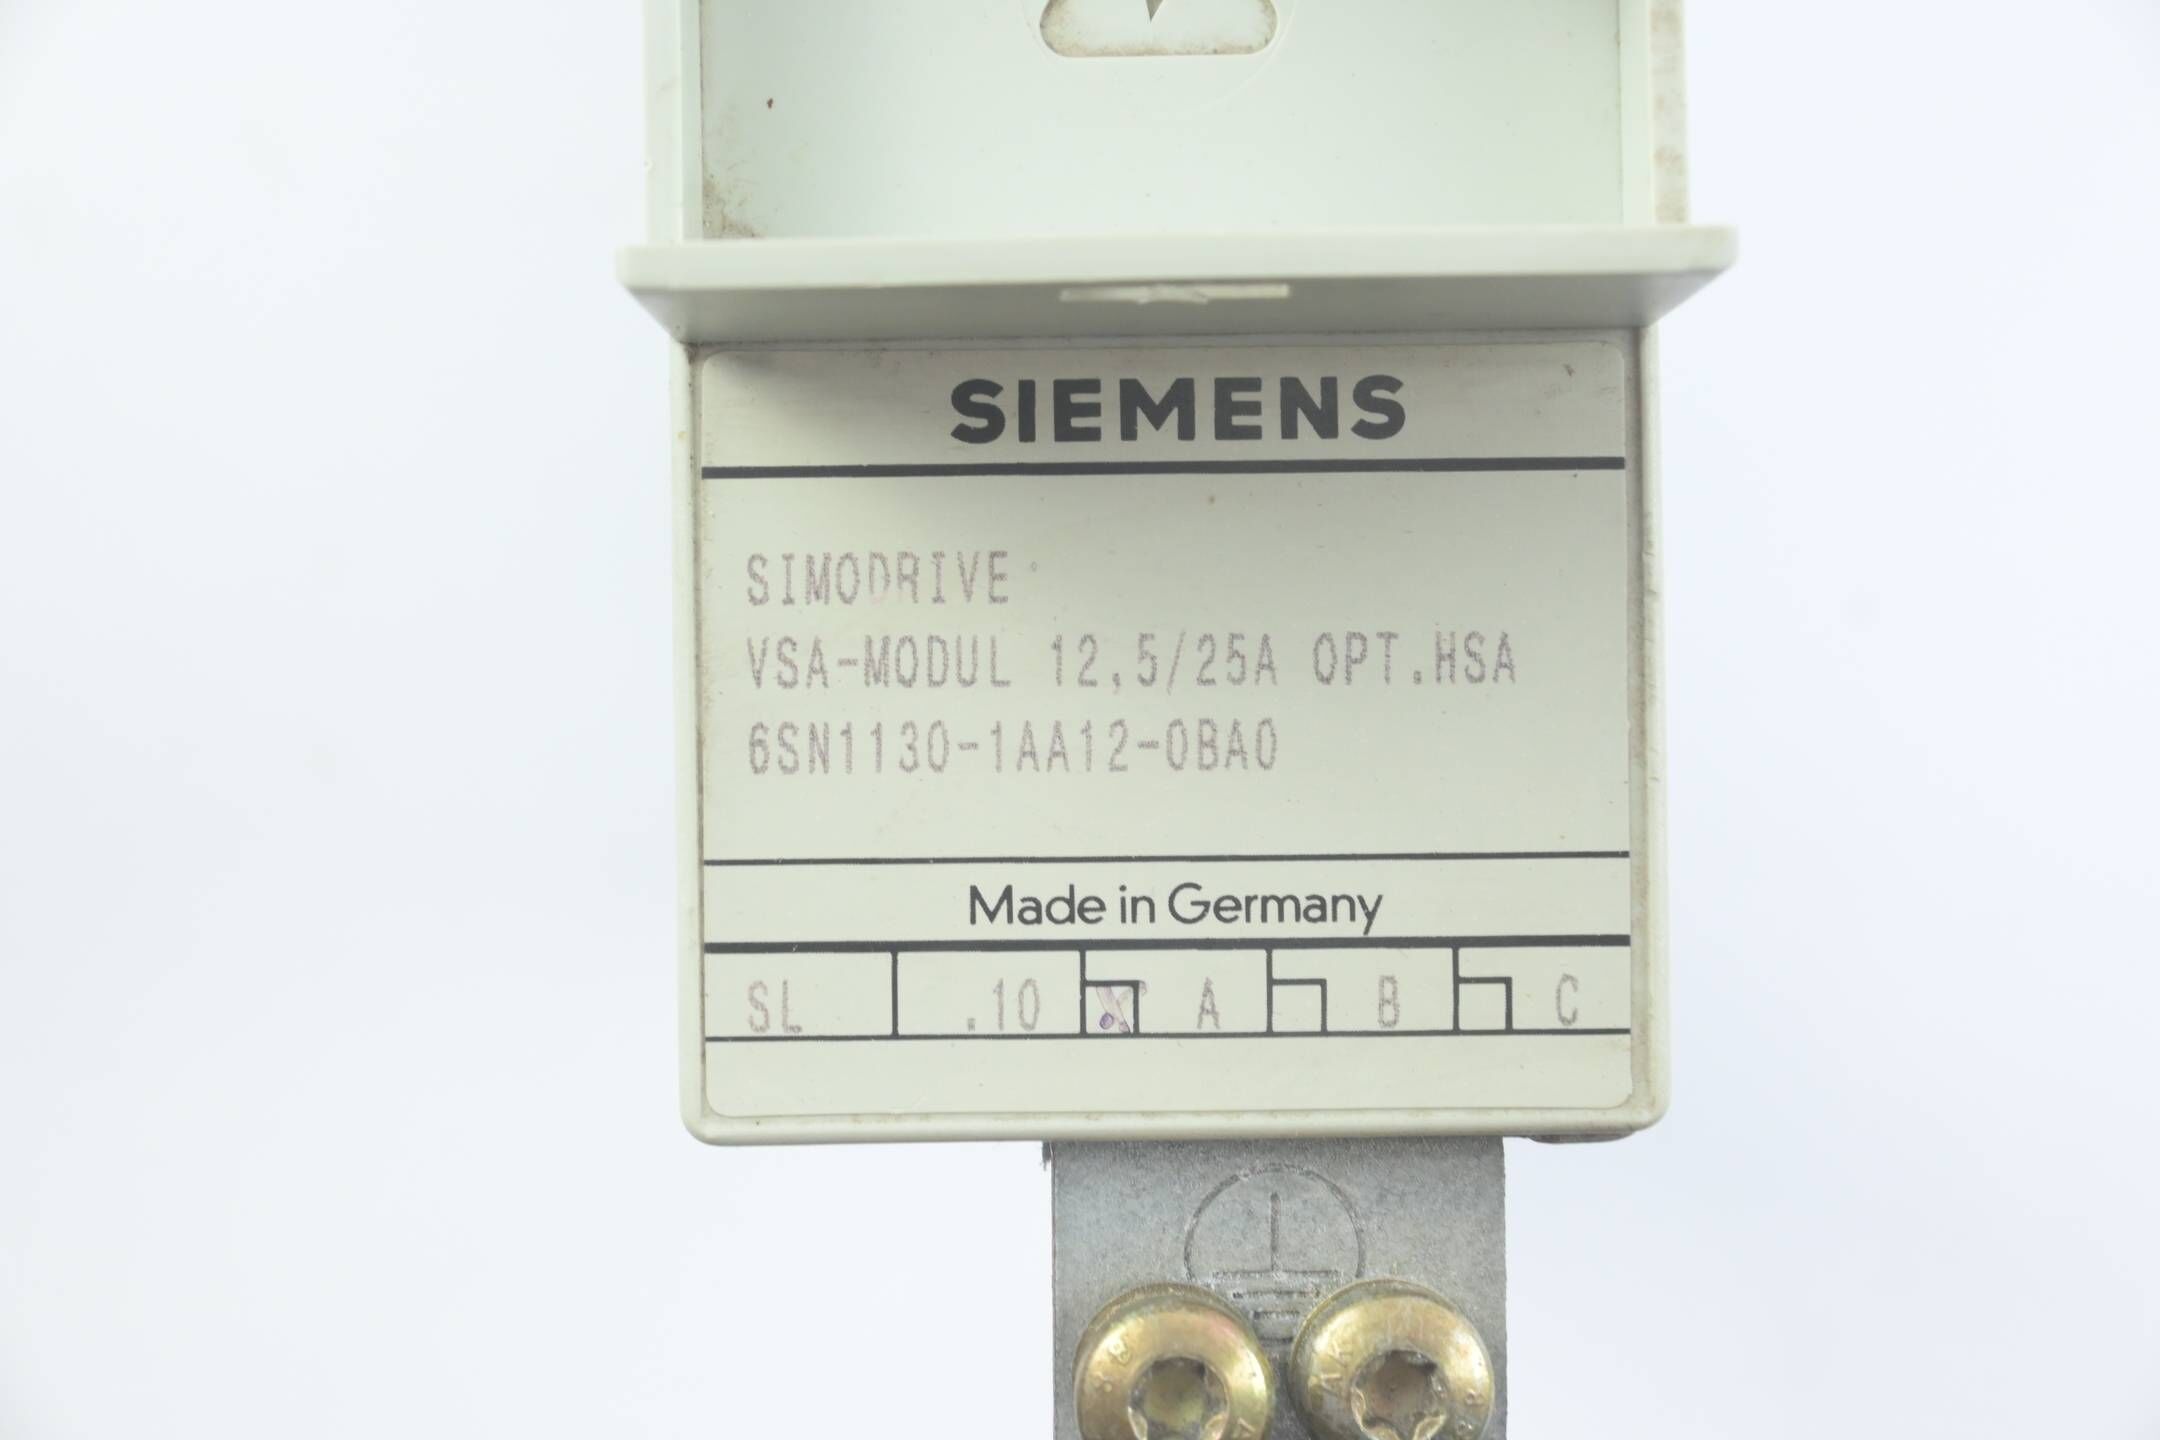 SIEMENS
SIMODRIVE
VSA-MODUL 12,5/25A OPT.HSA
6SN1130-1AA12-0BA0
Made in Germany
SL .10 A B C